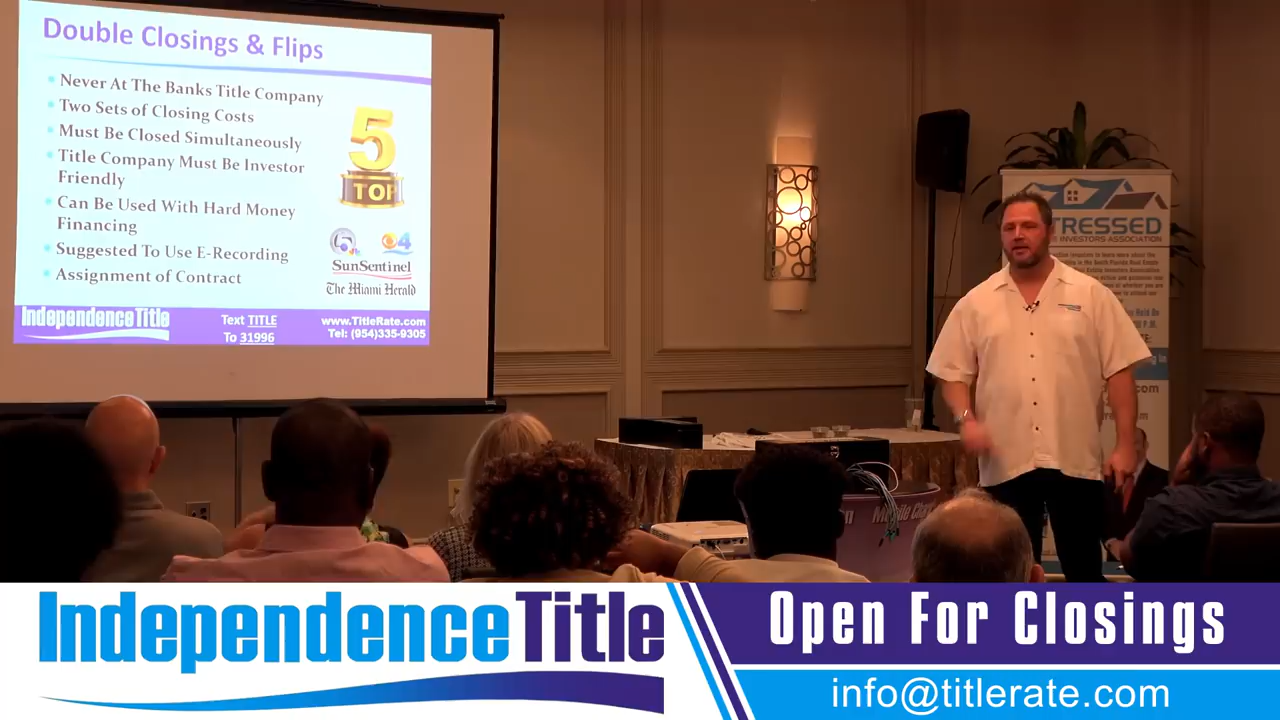 Double Closings & Flips
Never At The Banks Title Company
Two Sets of Closing Costs
Must Be Closed Simultaneously
Title Company Must Be Investor
Friendly
Can Be Used With Hard Money
Financing
Suggested To Use E-Recording
Assignment of Contract
5
TOP
5
4
SunSentinel
The Miami Herald
Independence Title
Text TITLE
To 31996
www.TitleRate.com
Tel: (954)335-9305
TRESSED
INVESTORS ASSOCIATION
P.M.
.com
Independence Title
Open For Closings
info@titlerate.com